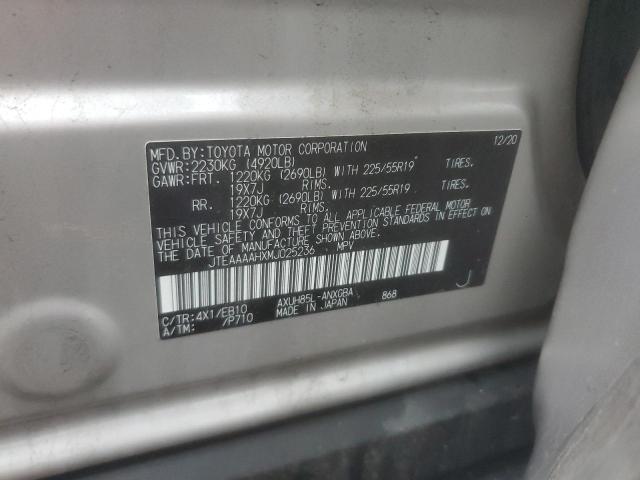 MFD.BY:TOYOTA MOTOR CORPORATION 12/20
GVWR:2230KG (4920LB)
GAWR:FRT. 1220KG (2690LB) WITH 225/55R19 TIRES.
19X7J RIMS.
RR. 1220KG (2690LB) WITH 225/55R19 TIRES.
19X7J RIMS.
THIS VEHICLE CONFORMS TO ALL APPLICABLE FEDERAL MOTOR
VEHICLE SAFETY AND THEFT PREVENTION STANDARDS IN EFFECT ON
THE DATE OF MANUFACTURE SHOWN ABOVE.
JTEAAAAHXMJ025236 MPV
J
C/TR:4X1/EB10 AXUH85L-ANXGBA 868
A/TM: /P710 MADE IN JAPAN